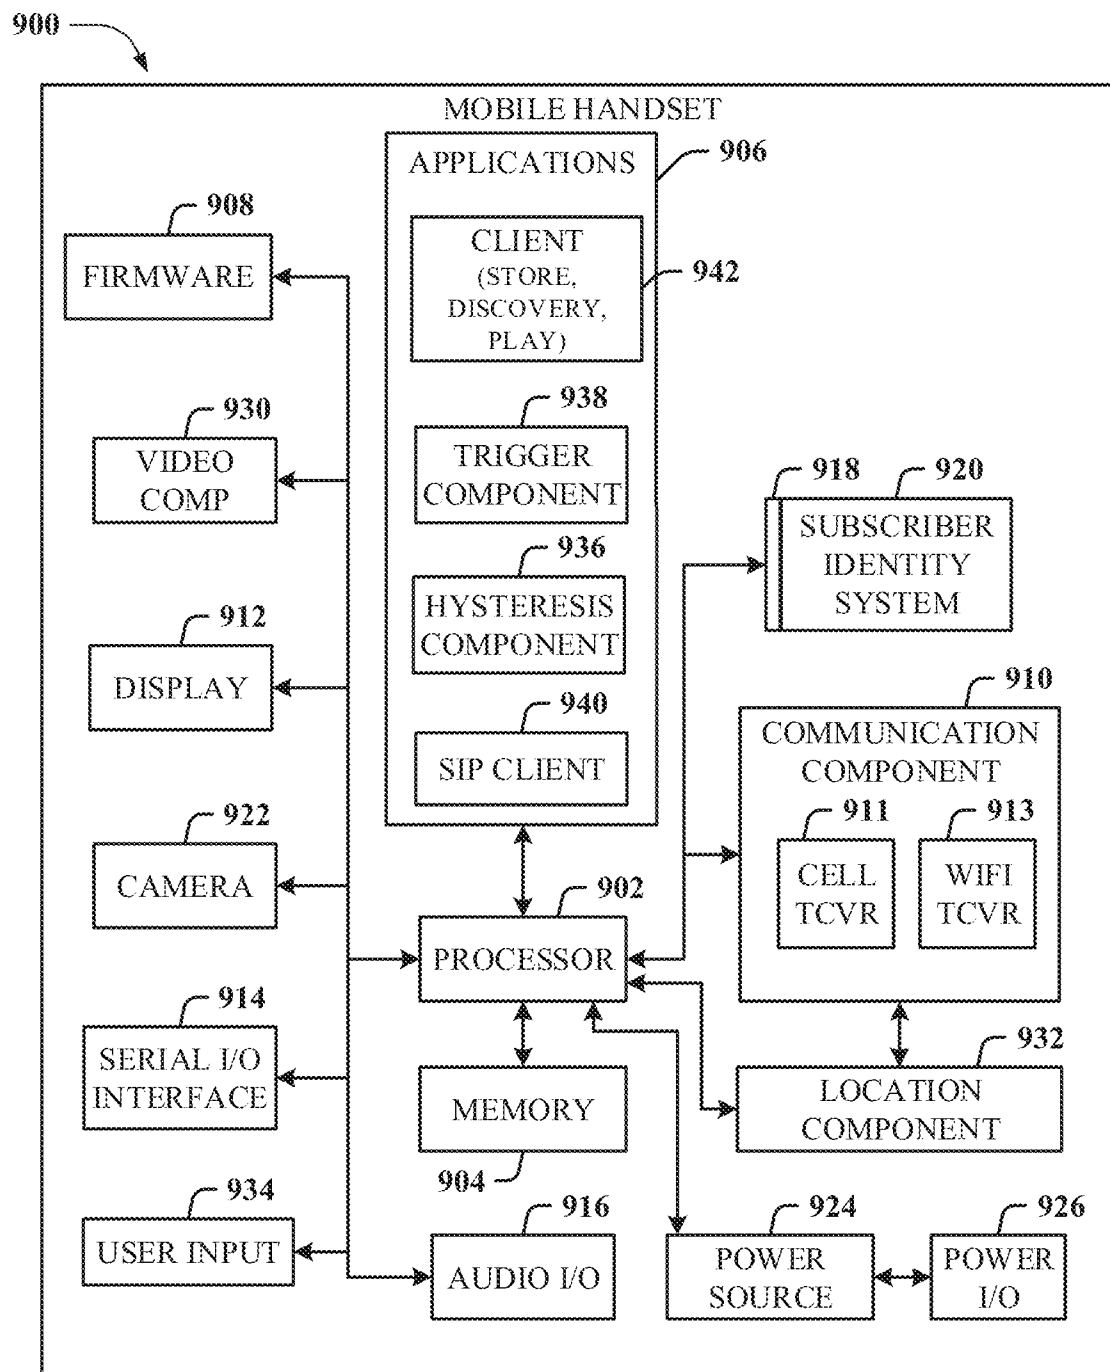 900
MOBILE HANDSET
APPLICATIONS
906
CLIENT
(STORE,
DISCOVERY,
PLAY)
942
938
TRIGGER
COMPONENT
936
HYSTERESIS
COMPONENT
940
SIP CLIENT
908
FIRMWARE
930
VIDEO
COMP
912
DISPLAY
922
CAMERA
914
SERIAL I/O
INTERFACE
934
USER INPUT
902
PROCESSOR
MEMORY
904
916
AUDIO I/O
918
920
SUBSCRIBER
IDENTITY
SYSTEM
910
COMMUNICATION
COMPONENT
911
CELL
TCVR
913
WIFI
TCVR
932
LOCATION
COMPONENT
924
POWER
SOURCE
926
POWER
I/O